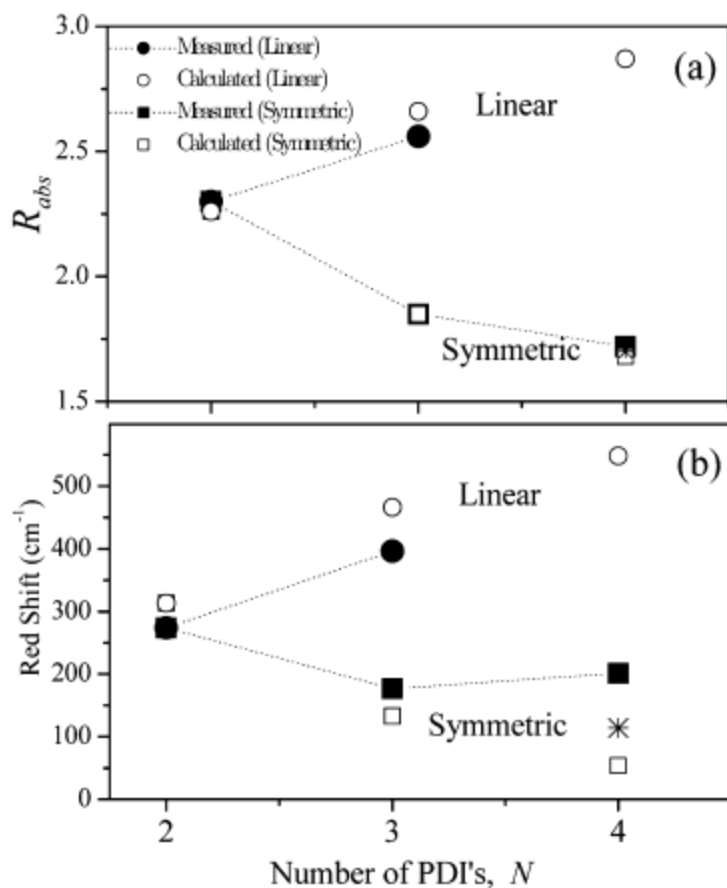 3.0
Measured (Linear)
(a)
Calculated (Linear)
Measured (Symmetric)
Linear
Calculated (Symmetric)
2.5
R_abs
2.0
Symmetric
1.5
(b)
500
Linear
400
Red Shift (cm⁻¹)
300
200
Symmetric
100
0
2 3 4
Number of PDI's, N